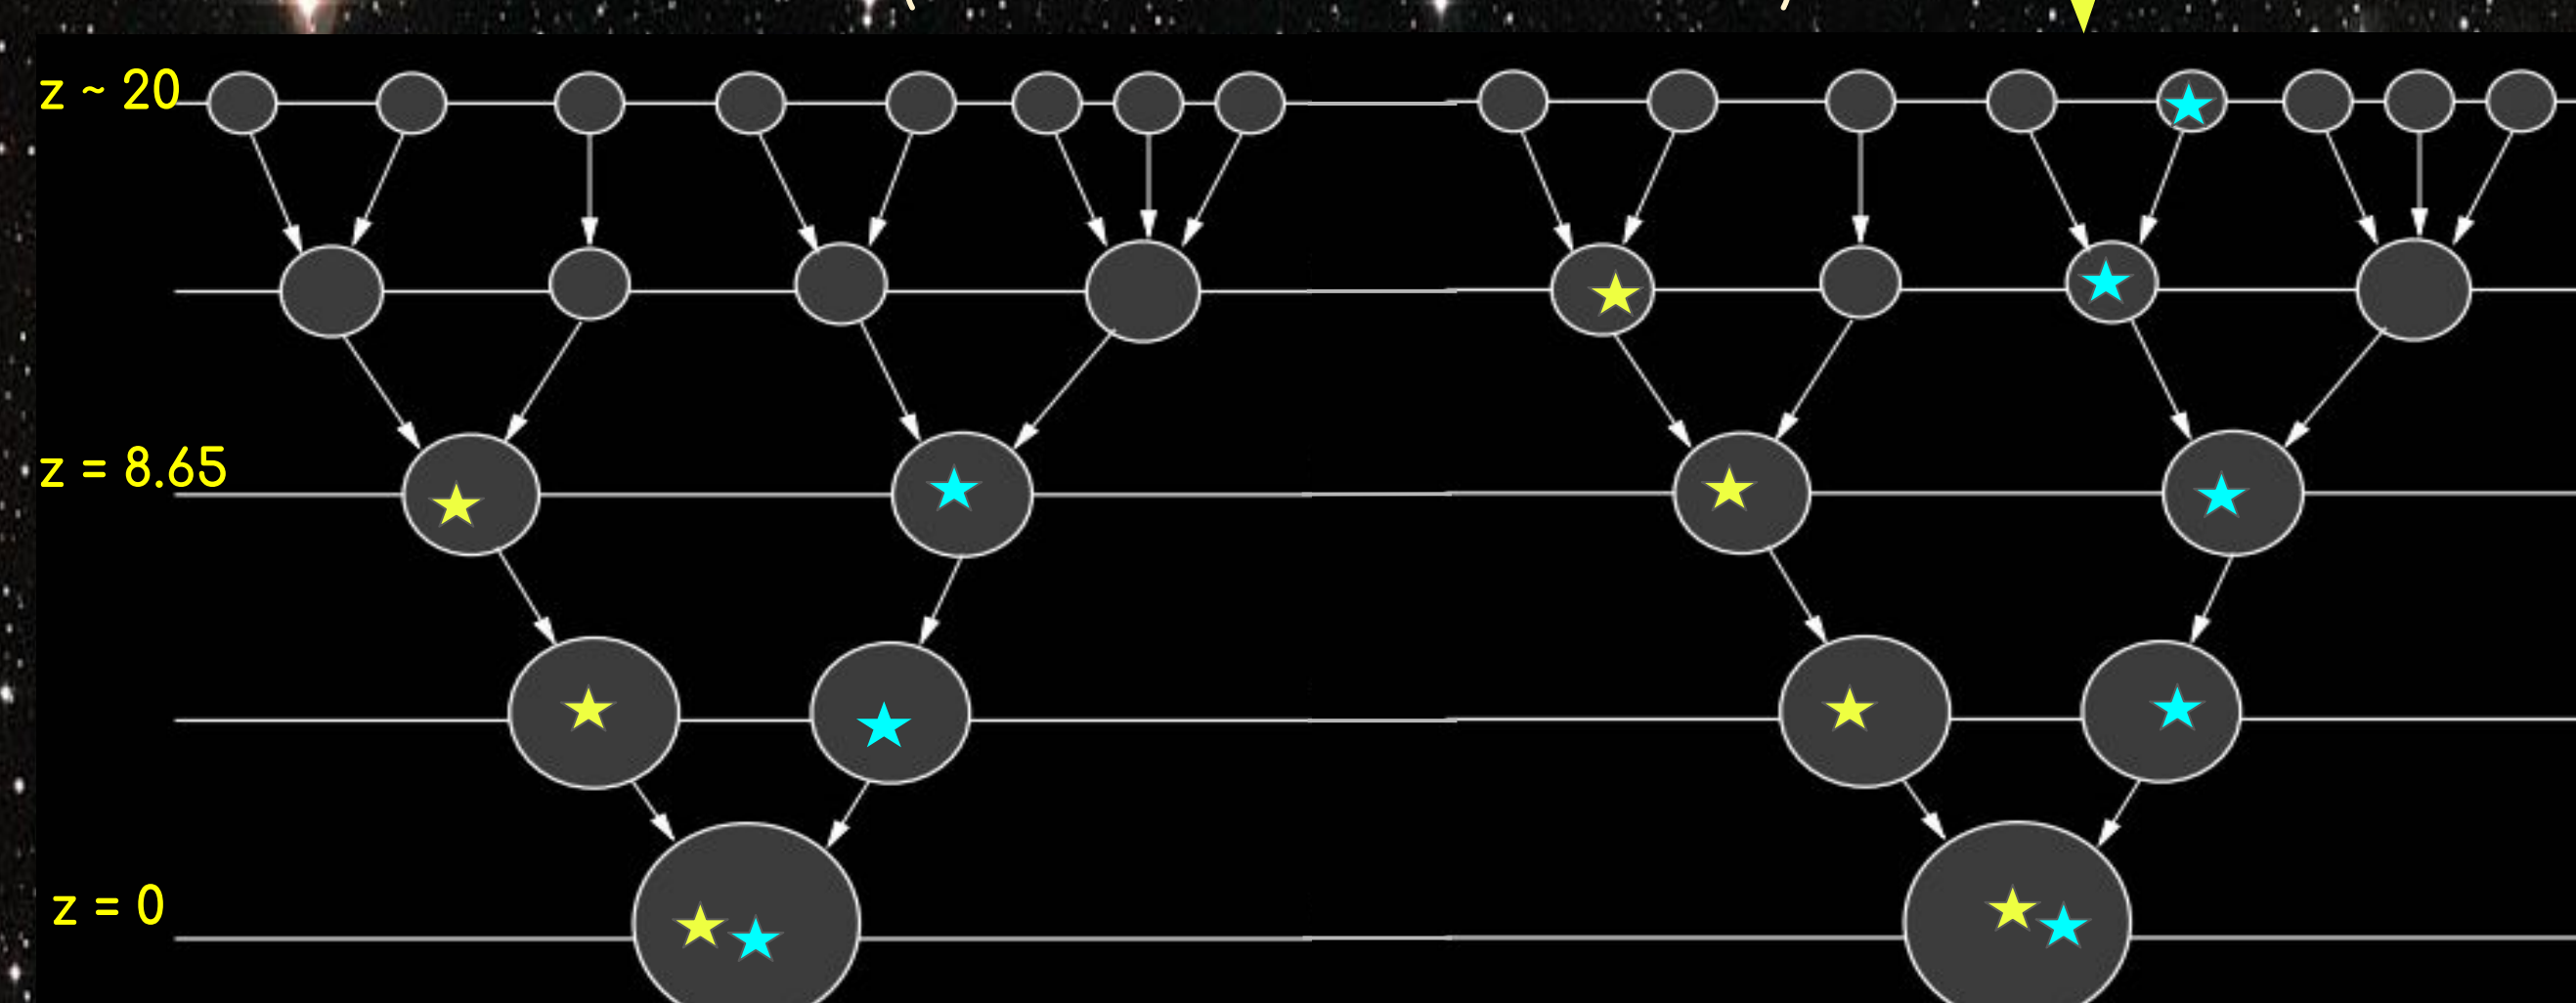 z ~ 20
z = 8.65
z = 0